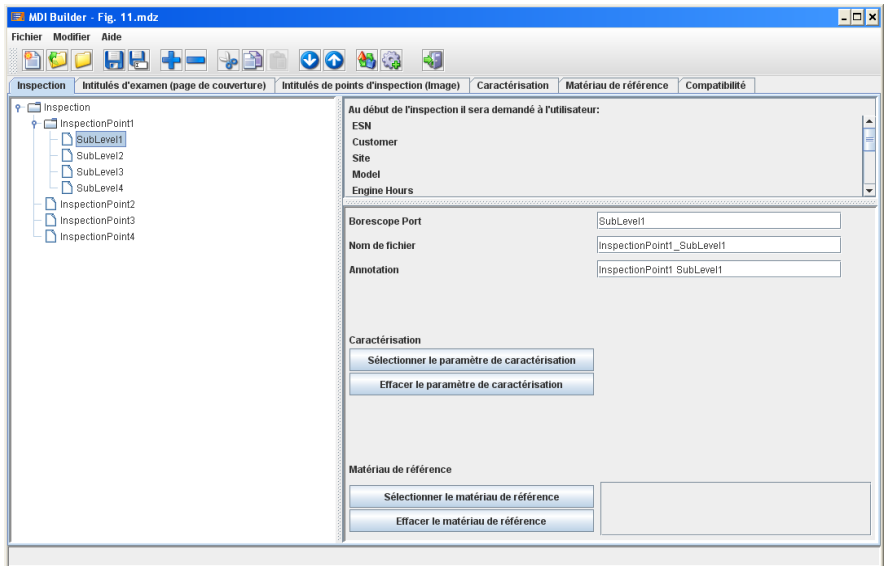 MDI Builder - Fig. 11.mdz
Fichier Modifier Aide
Inspection Intitulés d'examen (page de couverture) Intitulés de points d'inspection (Image) Caractérisation Matériau de référence Compatibilité
Inspection
InspectionPoint1
SubLevel1
SubLevel2
SubLevel3
SubLevel4
InspectionPoint2
InspectionPoint3
InspectionPoint4
Au début de l'inspection il sera demandé à l'utilisateur:
ESN
Customer
Site
Model
Engine Hours
Borescope Port SubLevel1
Nom de fichier InspectionPoint1_SubLevel1
Annotation InspectionPoint1 SubLevel1
Caractérisation
Sélectionner le paramètre de caractérisation
Effacer le paramètre de caractérisation
Matériau de référence
Sélectionner le matériau de référence
Effacer le matériau de référence